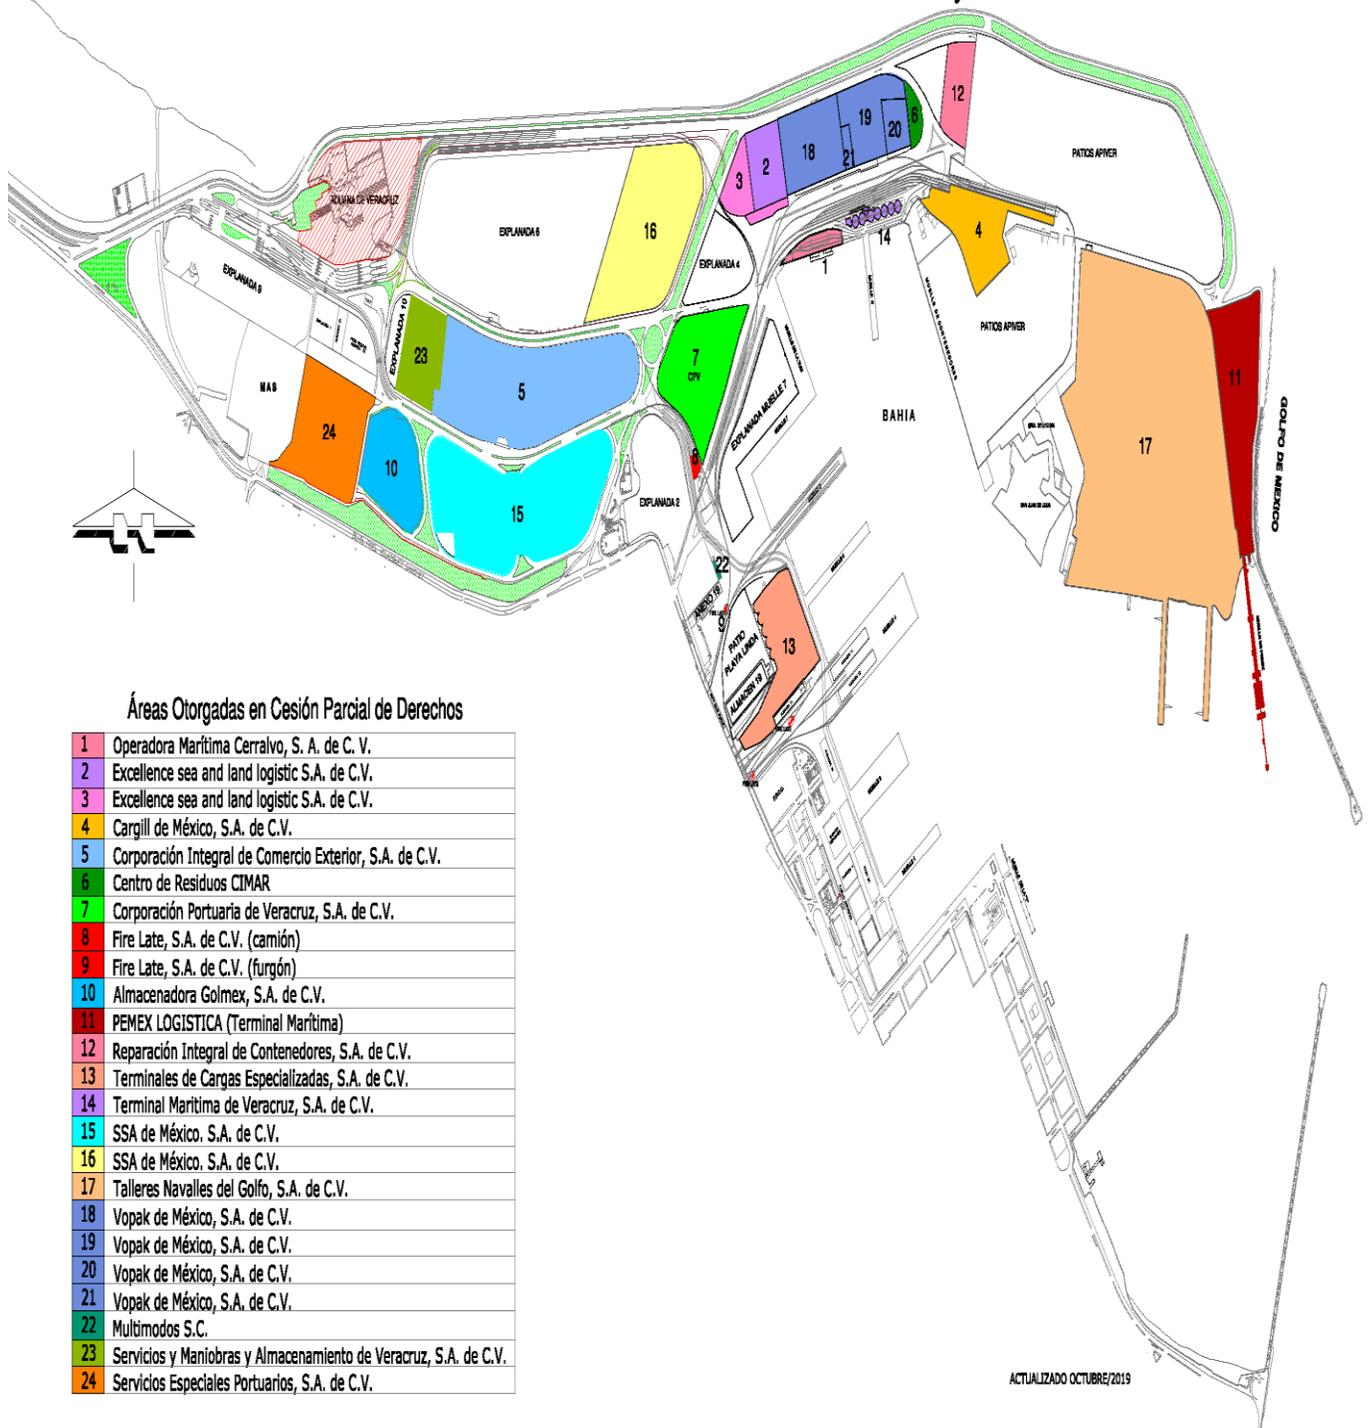 12
19
6
20
18
21
2
3
PATIOS APIVER
ADUANA DE VERACRUZ
EXPLANADA 6
16
4
14
EXPLANADA 4
1
EXPLANADA 9
MUELLE DE CONTENEDORES
PATIOS APIVER
EXPLANADA 10
23
5
7
CPV
11
MAS
EXPLANADA MUELLE 7
MUELLE 7
BAHIA
GOLFO DE MEXICO
24
17
10
8
15
EXPLANADA 2
SAN JUAN DE ULUA
22
ANEXO 19
9
PATIO
PLAYA LINDA
13
ALMACEN 19
Áreas Otorgadas en Cesión Parcial de Derechos
1 Operadora Marítima Cerralvo, S. A. de C. V.
2 Excellence sea and land logistic S.A. de C.V.
3 Excellence sea and land logistic S.A. de C.V.
4 Cargill de México, S.A. de C.V.
5 Corporación Integral de Comercio Exterior, S.A. de C.V.
6 Centro de Residuos CIMAR
7 Corporación Portuaria de Veracruz, S.A. de C.V.
8 Fire Late, S.A. de C.V. (camión)
9 Fire Late, S.A. de C.V. (furgón)
10 Almacenadora Golmex, S.A. de C.V.
11 PEMEX LOGISTICA (Terminal Marítima)
12 Reparación Integral de Contenedores, S.A. de C.V.
13 Terminales de Cargas Especializadas, S.A. de C.V.
14 Terminal Maritima de Veracruz, S.A. de C.V.
15 SSA de México. S.A. de C.V.
16 SSA de México. S.A. de C.V.
17 Talleres Navalles del Golfo, S.A. de C.V.
18 Vopak de México, S.A. de C.V.
19 Vopak de México, S.A. de C.V.
20 Vopak de México, S.A. de C.V.
21 Vopak de México, S.A. de C.V.
22 Multimodos S.C.
23 Servicios y Maniobras y Almacenamiento de Veracruz, S.A. de C.V.
24 Servicios Especiales Portuarios, S.A. de C.V.
ACTUALIZADO OCTUBRE/2019